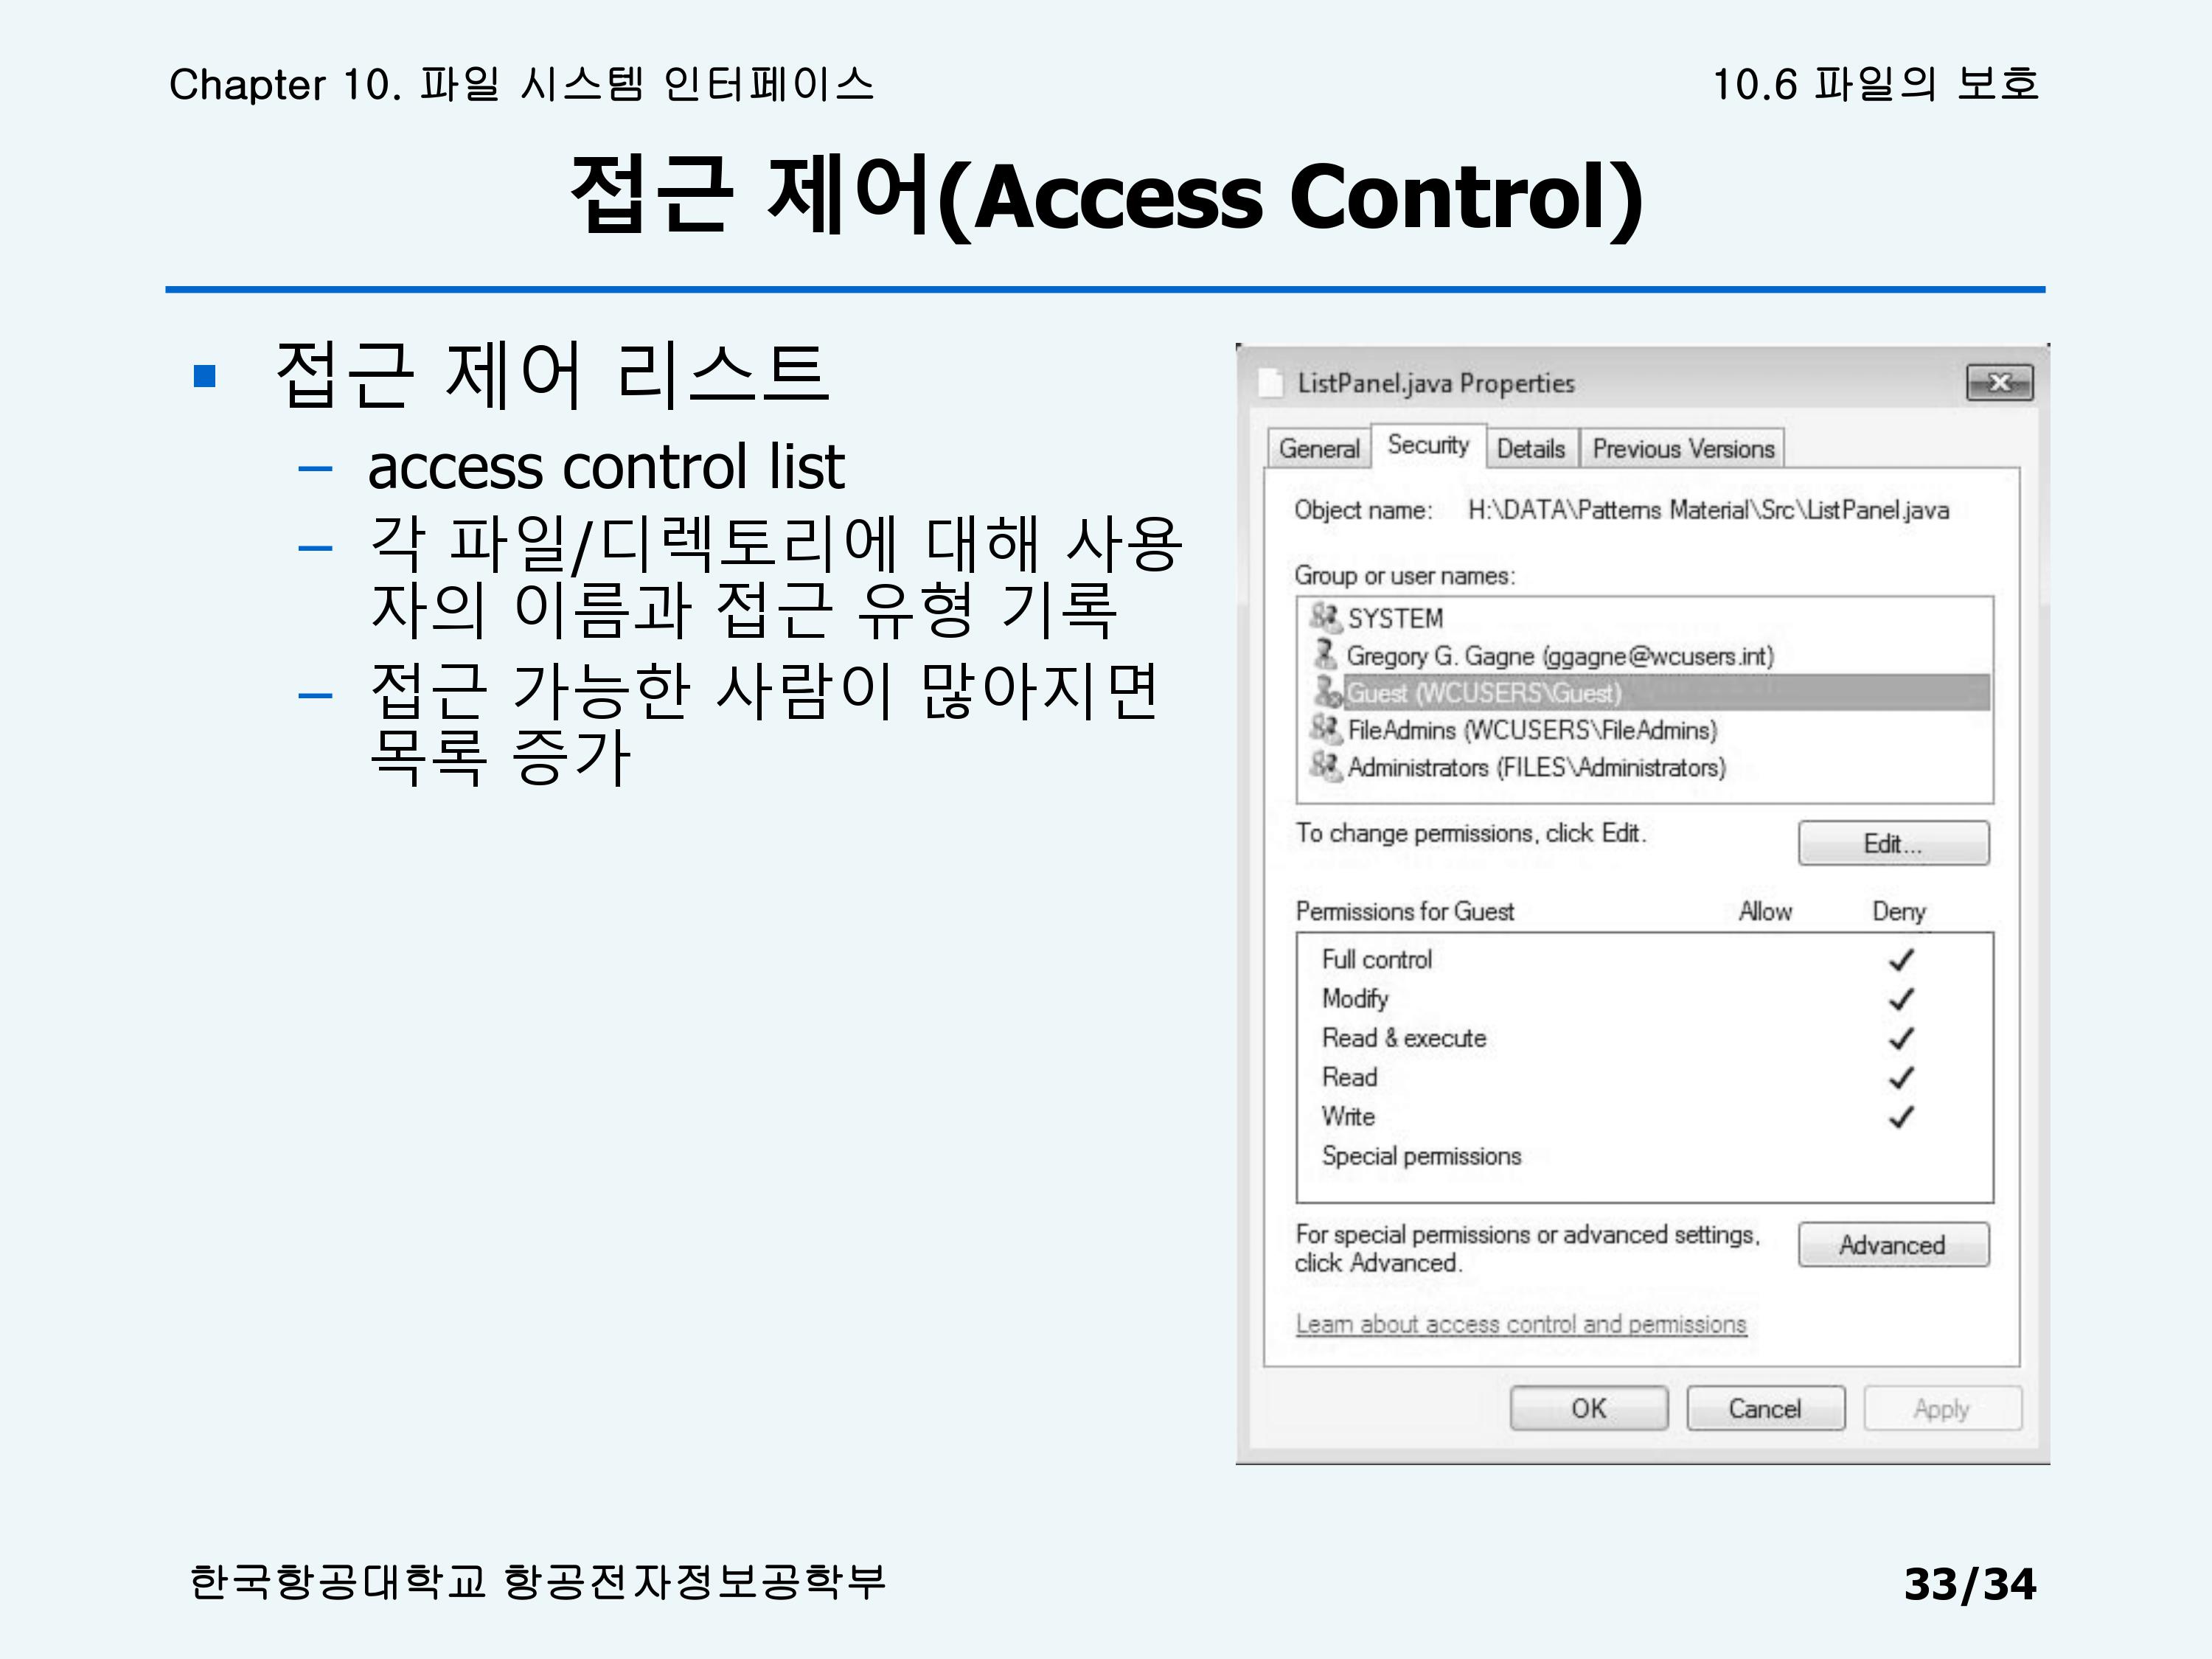 Chapter 10. 파일 시스템 인터페이스
10.6 파일의 보호
접근 제어(Access Control)
접근 제어 리스트
– access control list
– 각 파일/디렉토리에 대해 사용
자의 이름과 접근 유형 기록
– 접근 가능한 사람이 많아지면
목록 증가
ListPanel.java Properties
General Security Details Previous Versions
Object name: H:\DATA\Patterns Material\Src\ListPanel.java
Group or user names:
SYSTEM
Gregory G. Gagne (ggagne@wcusers.int)
Guest (WCUSERS\Guest)
FileAdmins (WCUSERS\FileAdmins)
Administrators (FILES\Administrators)
To change permissions, click Edit.
Edit...
Permissions for Guest Allow Deny
Full control
Modify
Read & execute
Read
Write
Special permissions
For special permissions or advanced settings,
click Advanced.
Advanced
Learn about access control and permissions
OK Cancel Apply
한국항공대학교 항공전자정보공학부
33/34